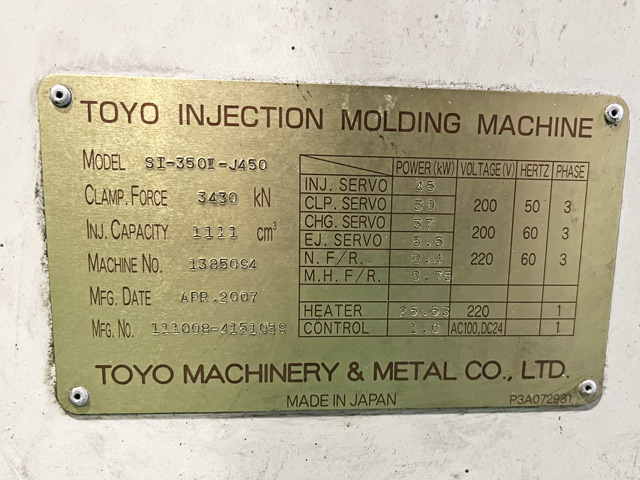 TOYO INJECTION MOLDING MACHINE
MODEL SI-350Ⅱ-J450
CLAMP. FORCE 3430 kN
INJ. CAPACITY 1111 cm³
MACHINE NO. 1385094
MFG. DATE APR.2007
MFG. NO. 111008-4151059
POWER (kW) VOLTAGE (V) HERTZ PHASE
INJ. SERVO 45
CLP. SERVO 30 200 50 3
CHG. SERVO 37
EJ. SERVO 5.5 200 60 3
N. F/R. 0.4 220 60 3
M.H. F/R. 0.75
HEATER 25.53 220 1
CONTROL 1.0 AC100,DC24 1
TOYO MACHINERY & METAL CO., LTD.
MADE IN JAPAN
P3A072981